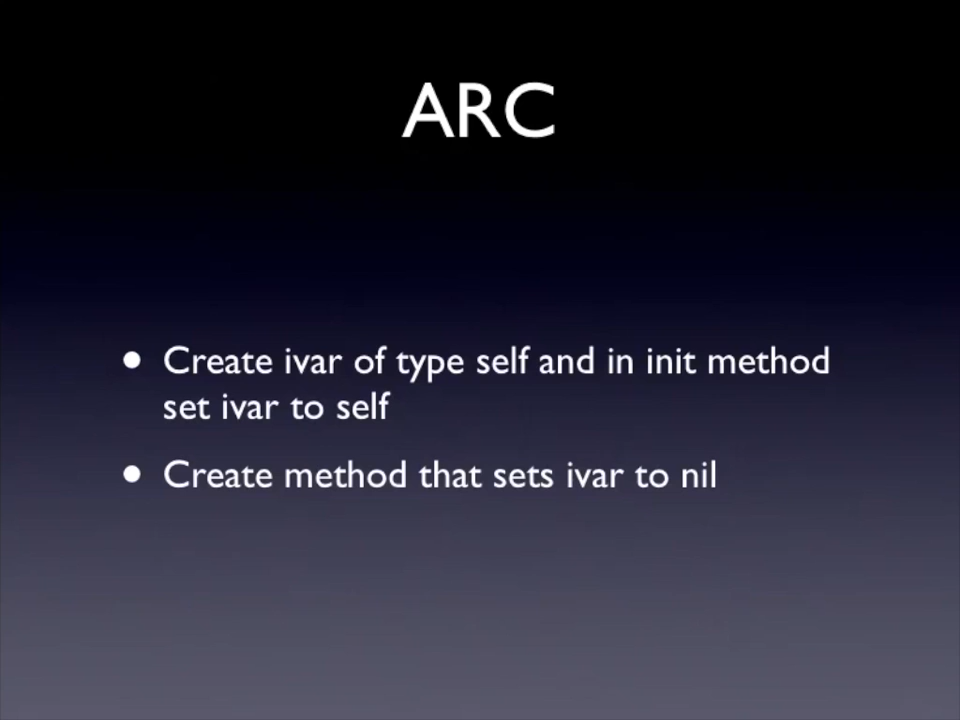 ARC
• Create ivar of type self and in init method
set ivar to self
• Create method that sets ivar to nil